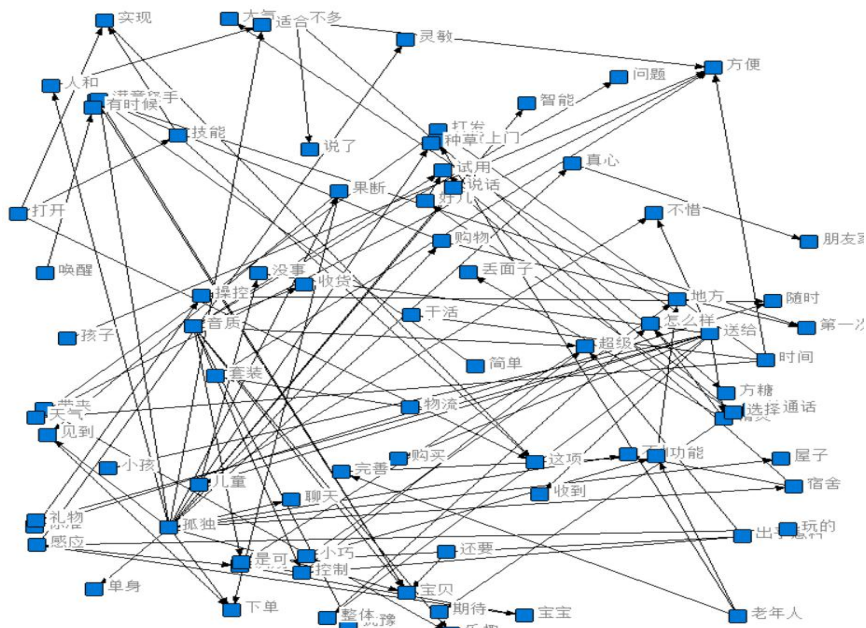 实现
适合不多
灵敏
方便
问题
人和
有时候
智能
技能
种草
上门
说了
试用
真心
说话
果断
好几
打开
不惜
购物
朋友家
唤醒
没事
丢面子
收货
操控
地方
随时
干活
音质
怎么样
第一次
送给
孩子
超级
简单
时间
套装
方糖
物流
天气
选择
通话
见到
购买
功能
小孩
完善
这项
屋子
儿童
收到
宿舍
聊天
礼物
孤独
玩的
感应
还要
是可
小巧
控制
单身
宝贝
下单
期待
宝宝
整体
老年人